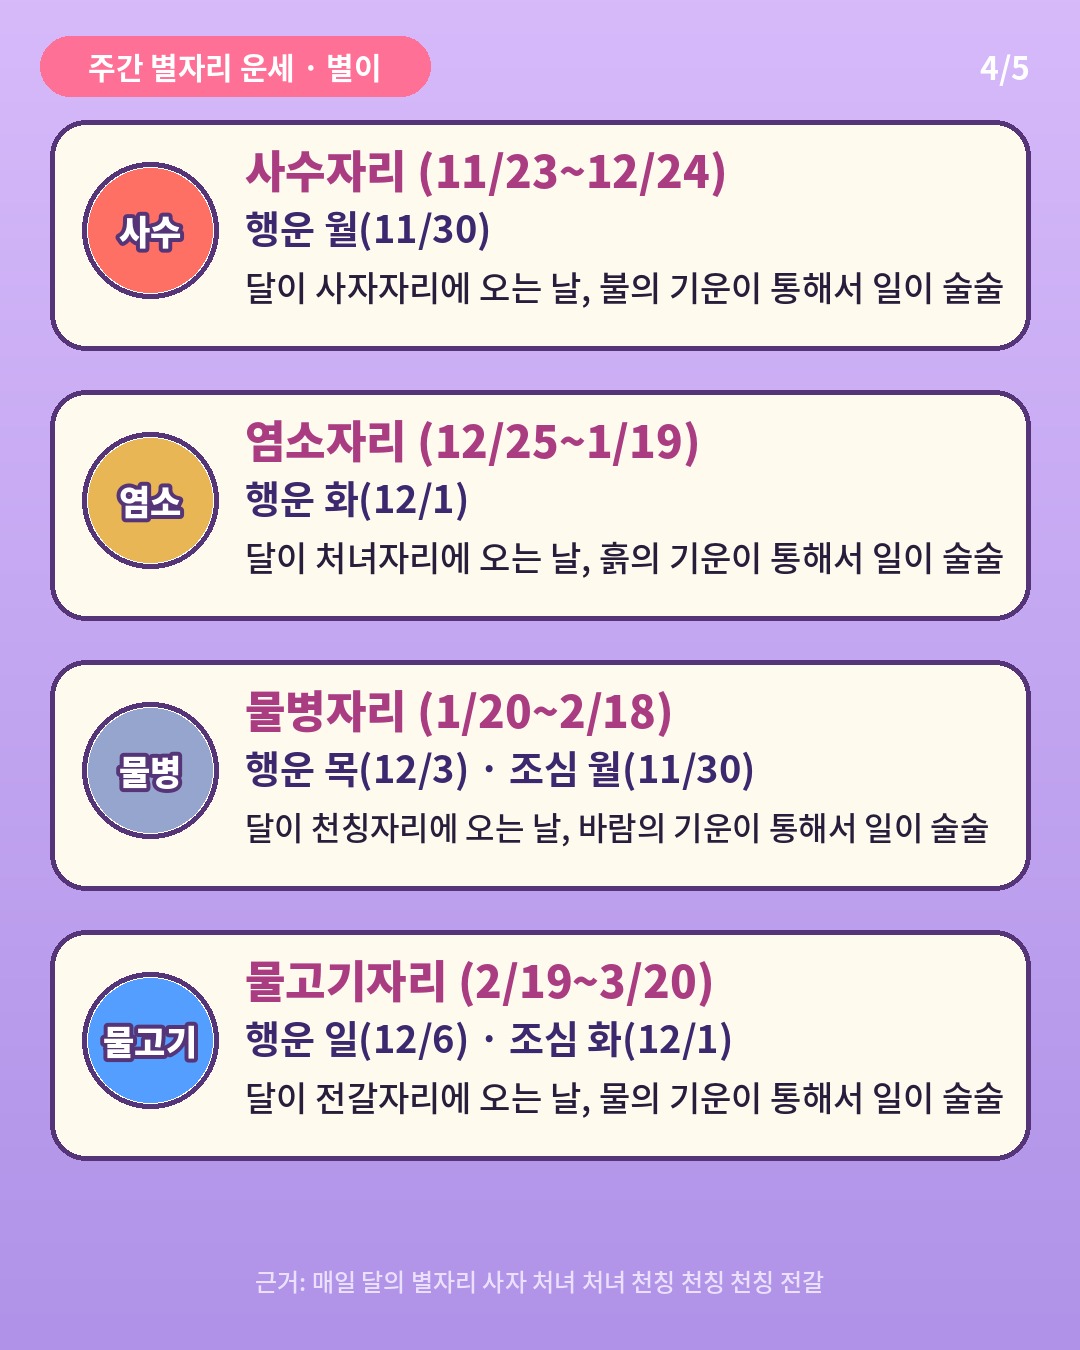 주간 별자리 운세 · 별이
4/5
사수
사수자리 (11/23~12/24)
행운 월(11/30)
달이 사자자리에 오는 날, 불의 기운이 통해서 일이 술술
염소
염소자리 (12/25~1/19)
행운 화(12/1)
달이 처녀자리에 오는 날, 흙의 기운이 통해서 일이 술술
물병
물병자리 (1/20~2/18)
행운 목(12/3) · 조심 월(11/30)
달이 천칭자리에 오는 날, 바람의 기운이 통해서 일이 술술
물고기
물고기자리 (2/19~3/20)
행운 일(12/6) · 조심 화(12/1)
달이 전갈자리에 오는 날, 물의 기운이 통해서 일이 술술
근거: 매일 달의 별자리 사자 처녀 처녀 천칭 천칭 천칭 전갈